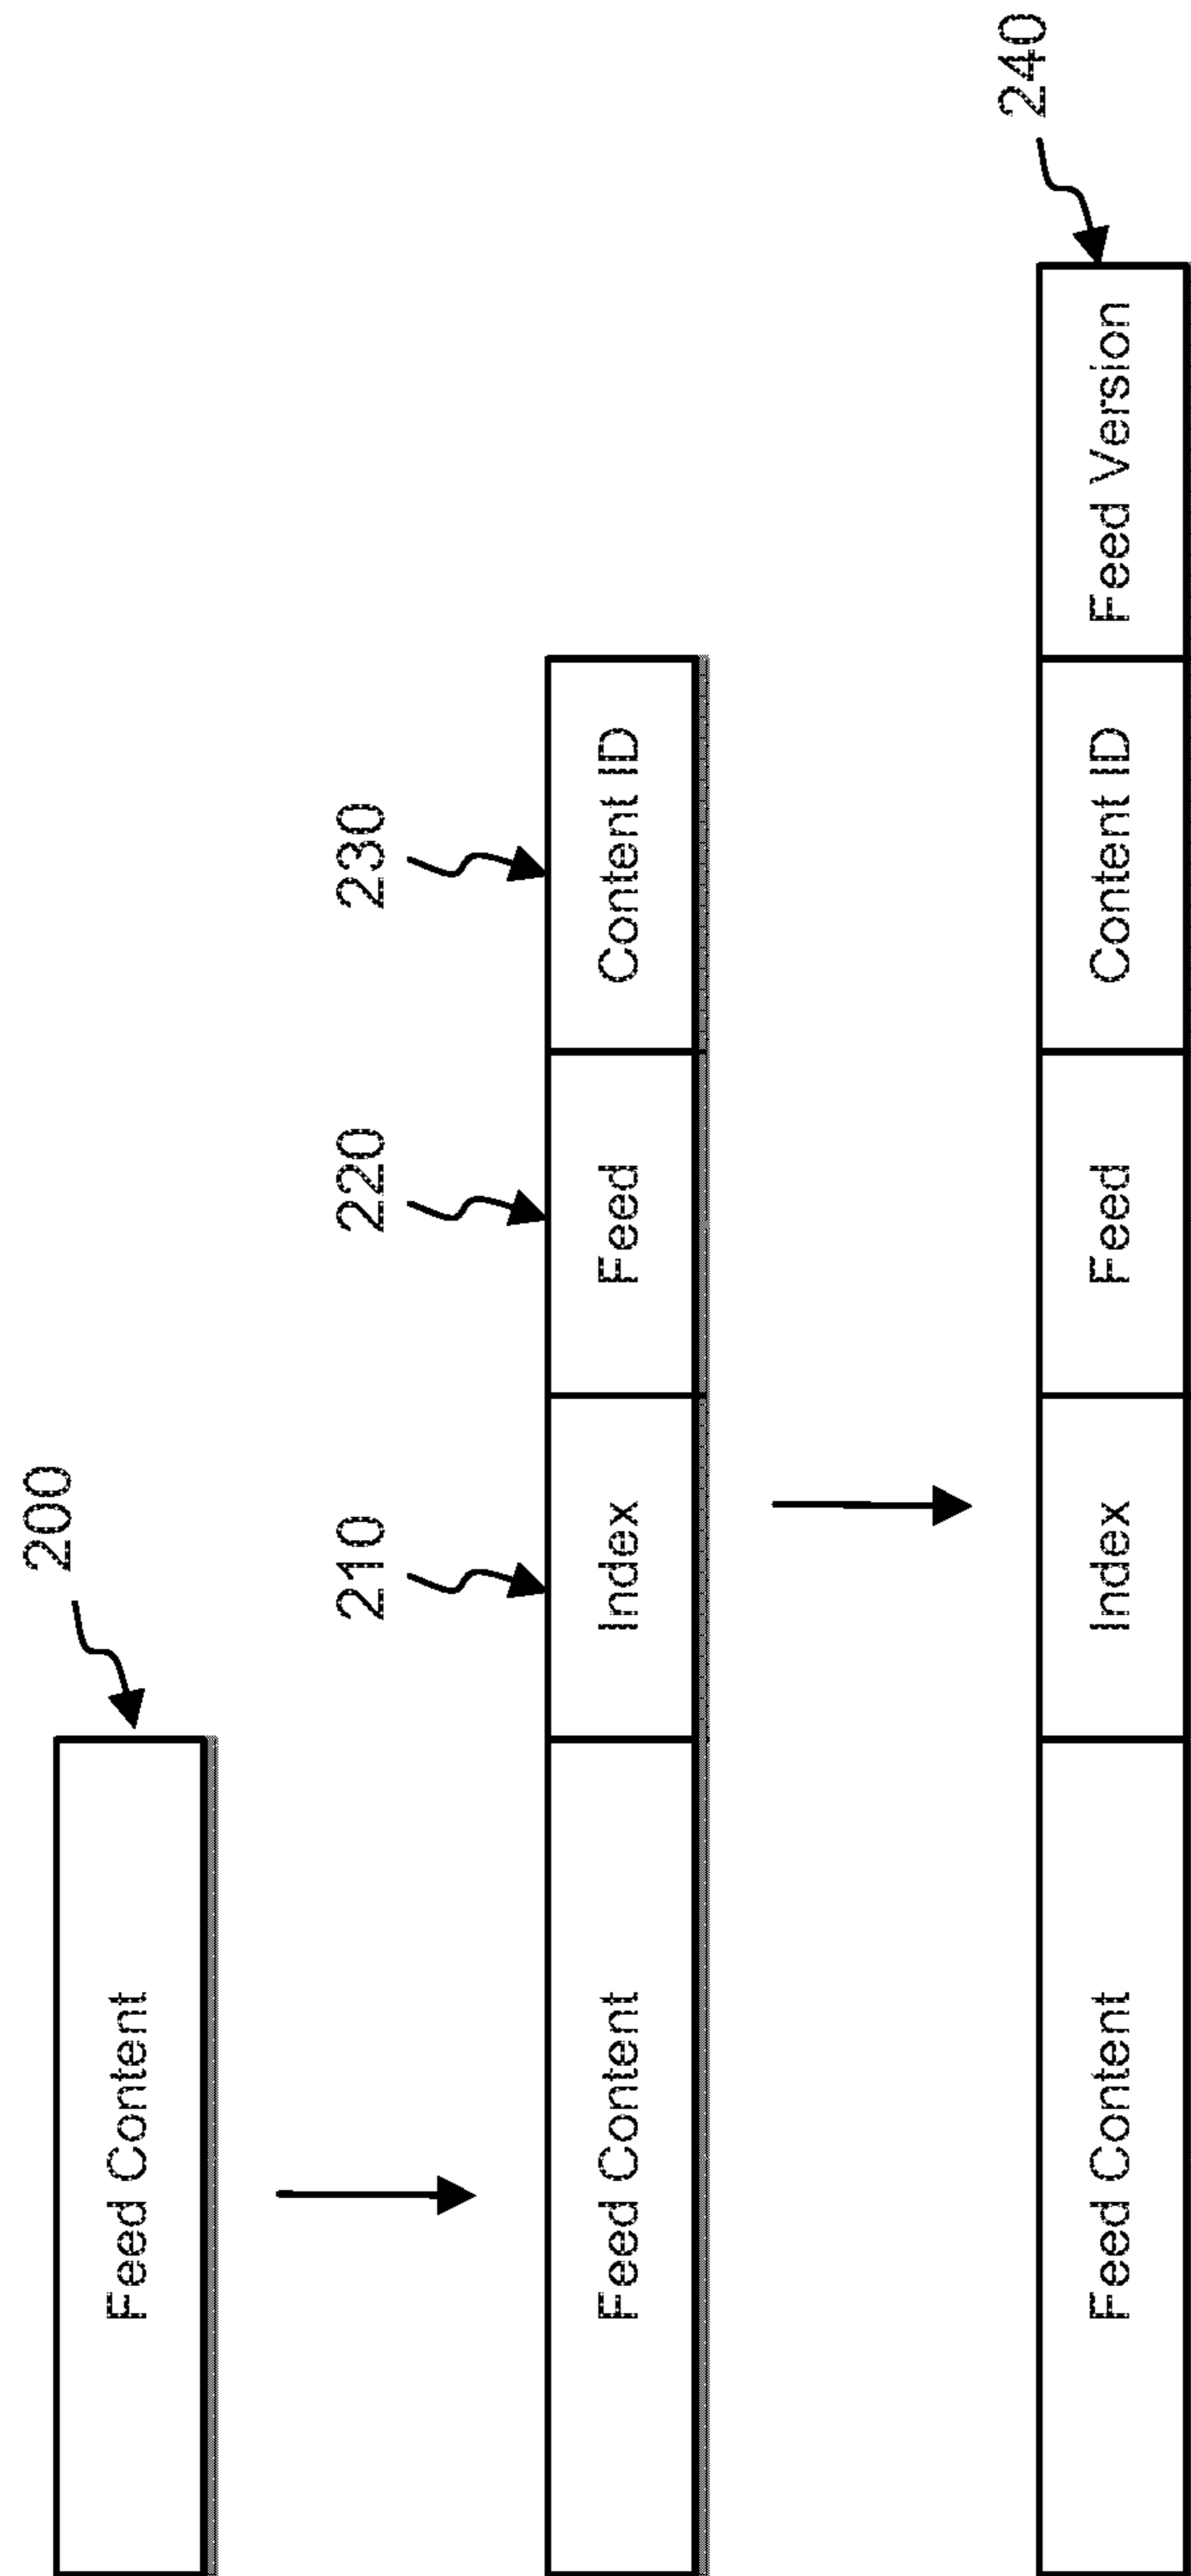 200
Feed Content
210
220
230
Feed Content
Index
Feed
Content ID
240
Feed Content
Index
Feed
Content ID
Feed Version